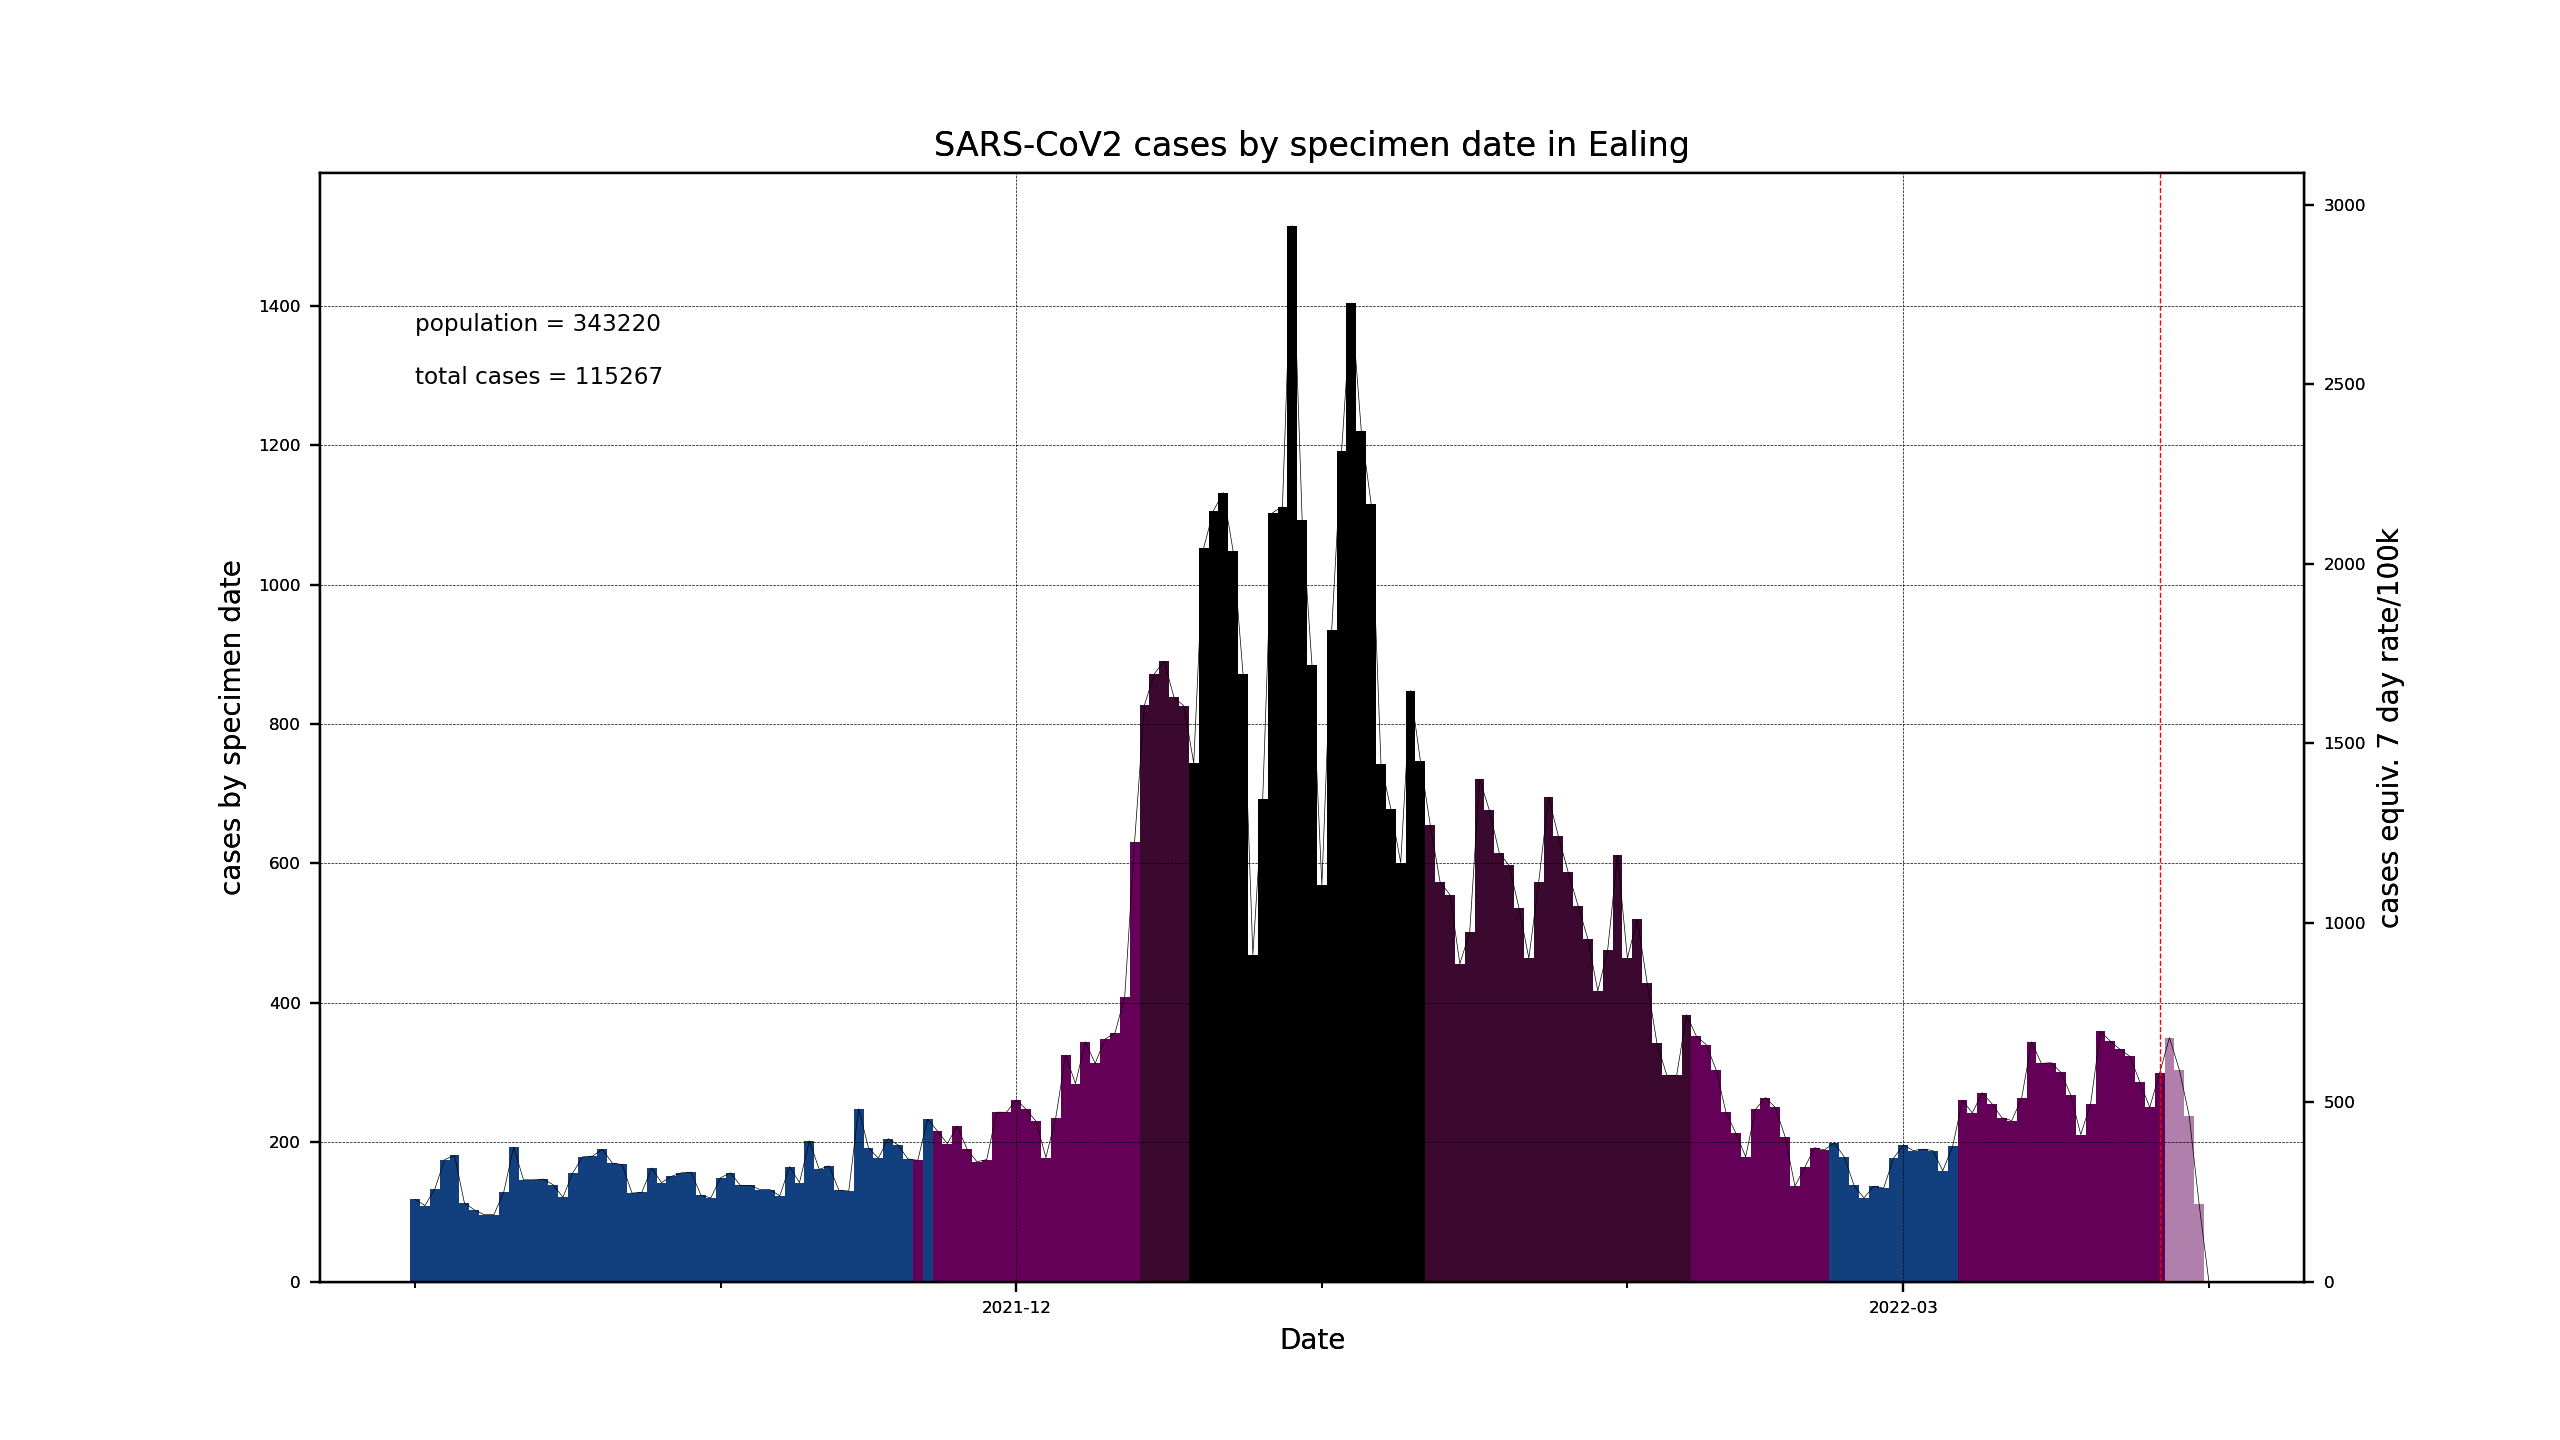 SARS-CoV2 cases by specimen date in Ealing
population = 343220
total cases = 115267
cases by specimen date
1400
1200
1000
800
600
400
200
0
3000
2500
2000
1500
1000
500
0
cases equiv. 7 day rate/100k
2021-12
2022-03
Date